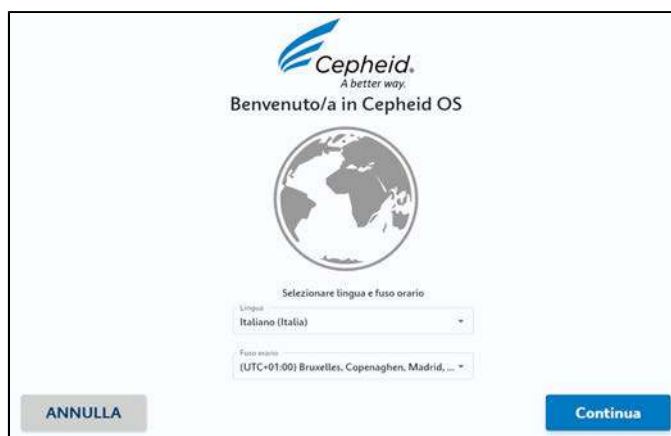 Cepheid.
A better way.
Benvenuto/a in Cepheid OS
Selezionare lingua e fuso orario
Lingua
Italiano (Italia)
Fuso orario
(UTC+01:00) Bruxelles, Copenaghen, Madrid, ...
ANNULLA
Continua